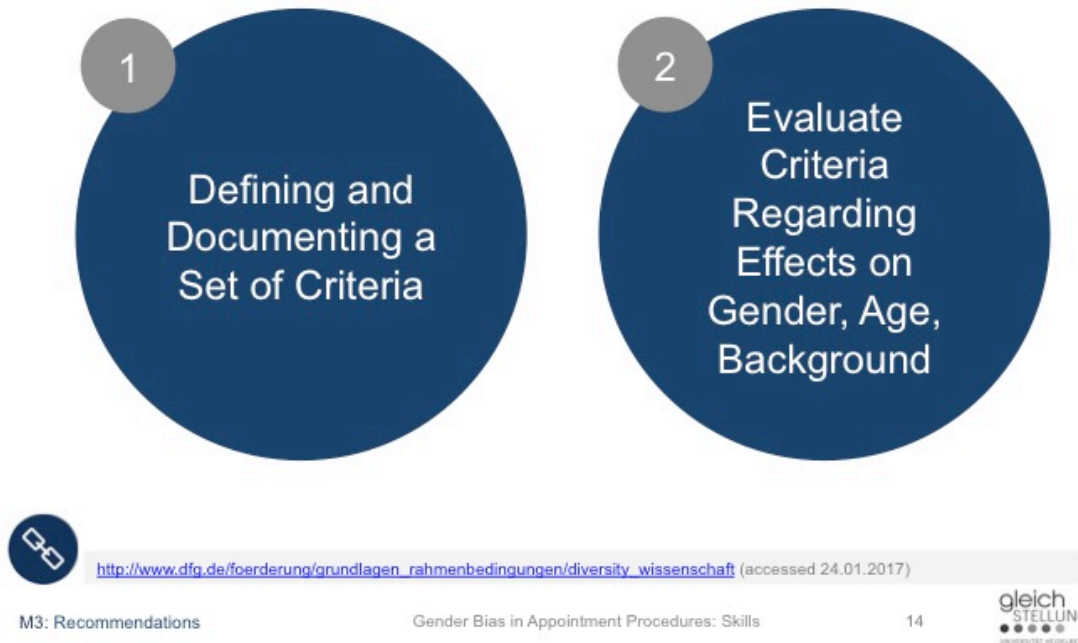 1
Defining and
Documenting a
Set of Criteria
2
Evaluate
Criteria
Regarding
Effects on
Gender, Age,
Background
http://www.dfg.de/foerderung/grundlagen_rahmenbedingungen/diversity_wissenschaft (accessed 24.01.2017)
M3: Recommendations
Gender Bias in Appointment Procedures: Skills
14
gleich
STELLUN